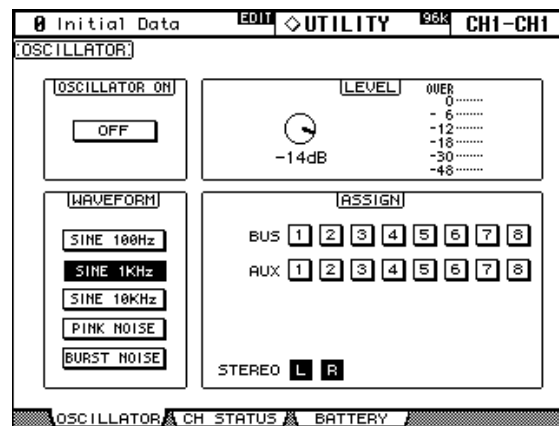 0 Initial Data EDIT ◇UTILITY 96K CH1-CH1
OSCILLATOR
OSCILLATOR ON
OFF
LEVEL
-14dB
OVER
0
- 6
-12
-18
-30
-48
WAVEFORM
SINE 100Hz
SINE 1KHz
SINE 10KHz
PINK NOISE
BURST NOISE
ASSIGN
BUS 1 2 3 4 5 6 7 8
AUX 1 2 3 4 5 6 7 8
STEREO L R
OSCILLATOR CH STATUS BATTERY